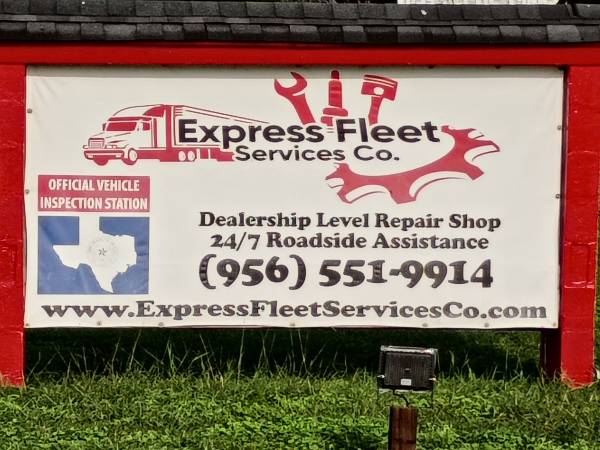 Express Fleet
Services Co.
OFFICIAL VEHICLE
INSPECTION STATION
Dealership Level Repair Shop
24/7 Roadside Assistance
(956) 551-9914
www.ExpressFleetServicesCo.com